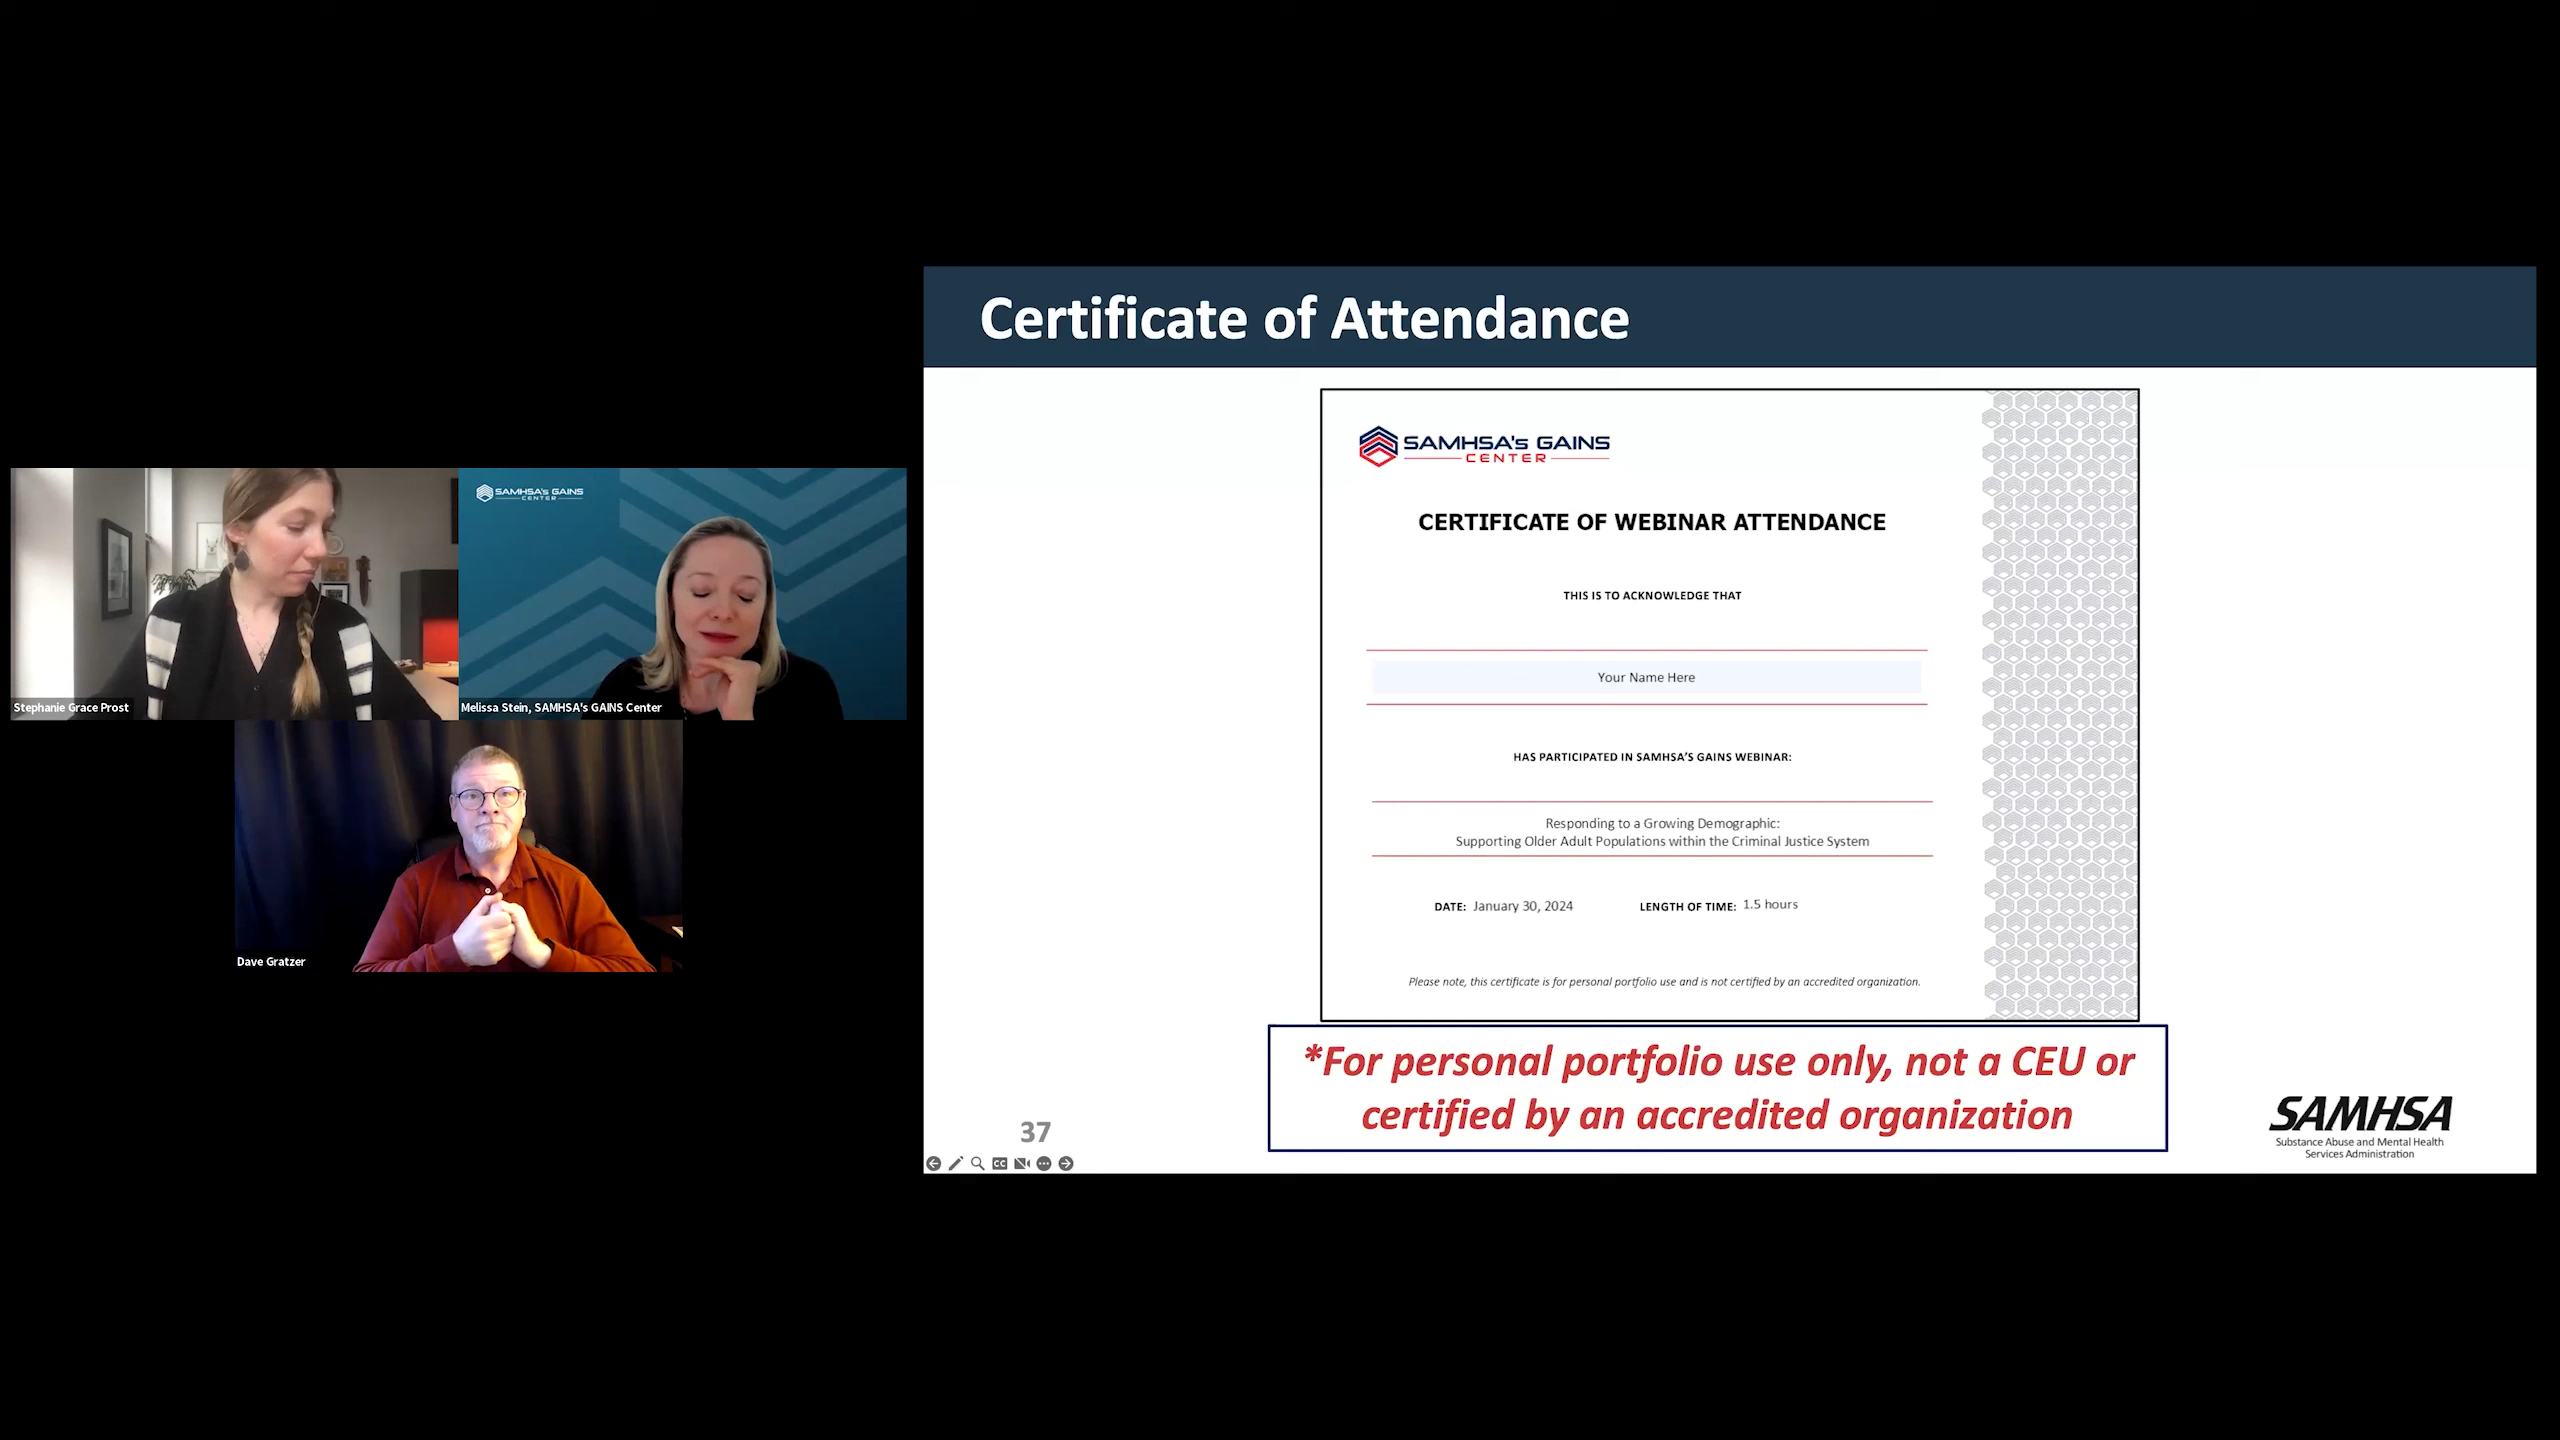 Certificate of Attendance
SAMHSA's GAINS
CENTER
CERTIFICATE OF WEBINAR ATTENDANCE
THIS IS TO ACKNOWLEDGE THAT
Your Name Here
HAS PARTICIPATED IN SAMHSA'S GAINS WEBINAR:
Responding to a Growing Demographic:
Supporting Older Adult Populations within the Criminal Justice System
DATE: January 30, 2024 LENGTH OF TIME: 1.5 hours
Please note, this certificate is for personal portfolio use and is not certified by an accredited organization.
*For personal portfolio use only, not a CEU or
certified by an accredited organization
37
CC
SAMHSA
Substance Abuse and Mental Health
Services Administration
SAMHSA's GAINS
CENTER
Stephanie Grace Prost
Melissa Stein, SAMHSA's GAINS Center
Dave Gratzer